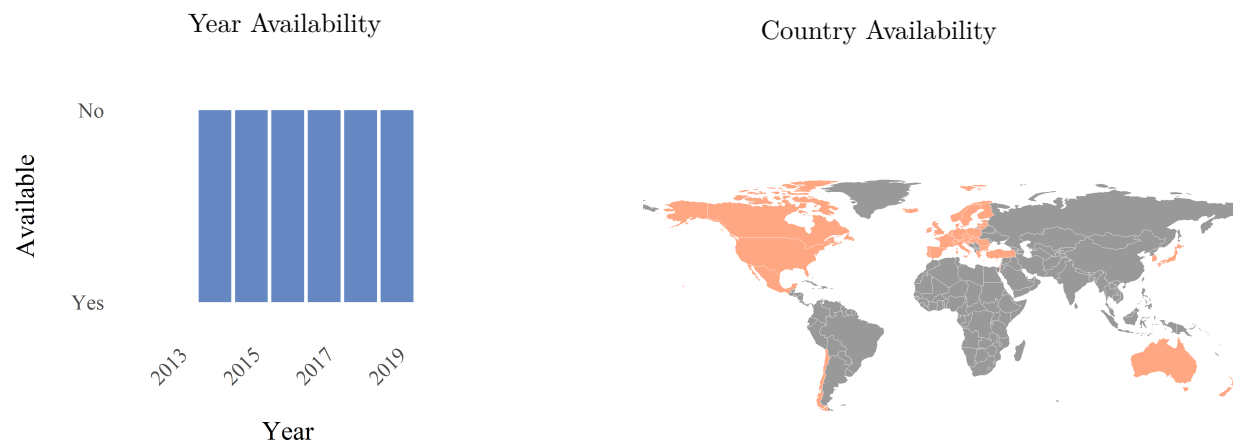 Year Availability
No
Available
Yes
2013
2015
2017
2019
Year
Country Availability